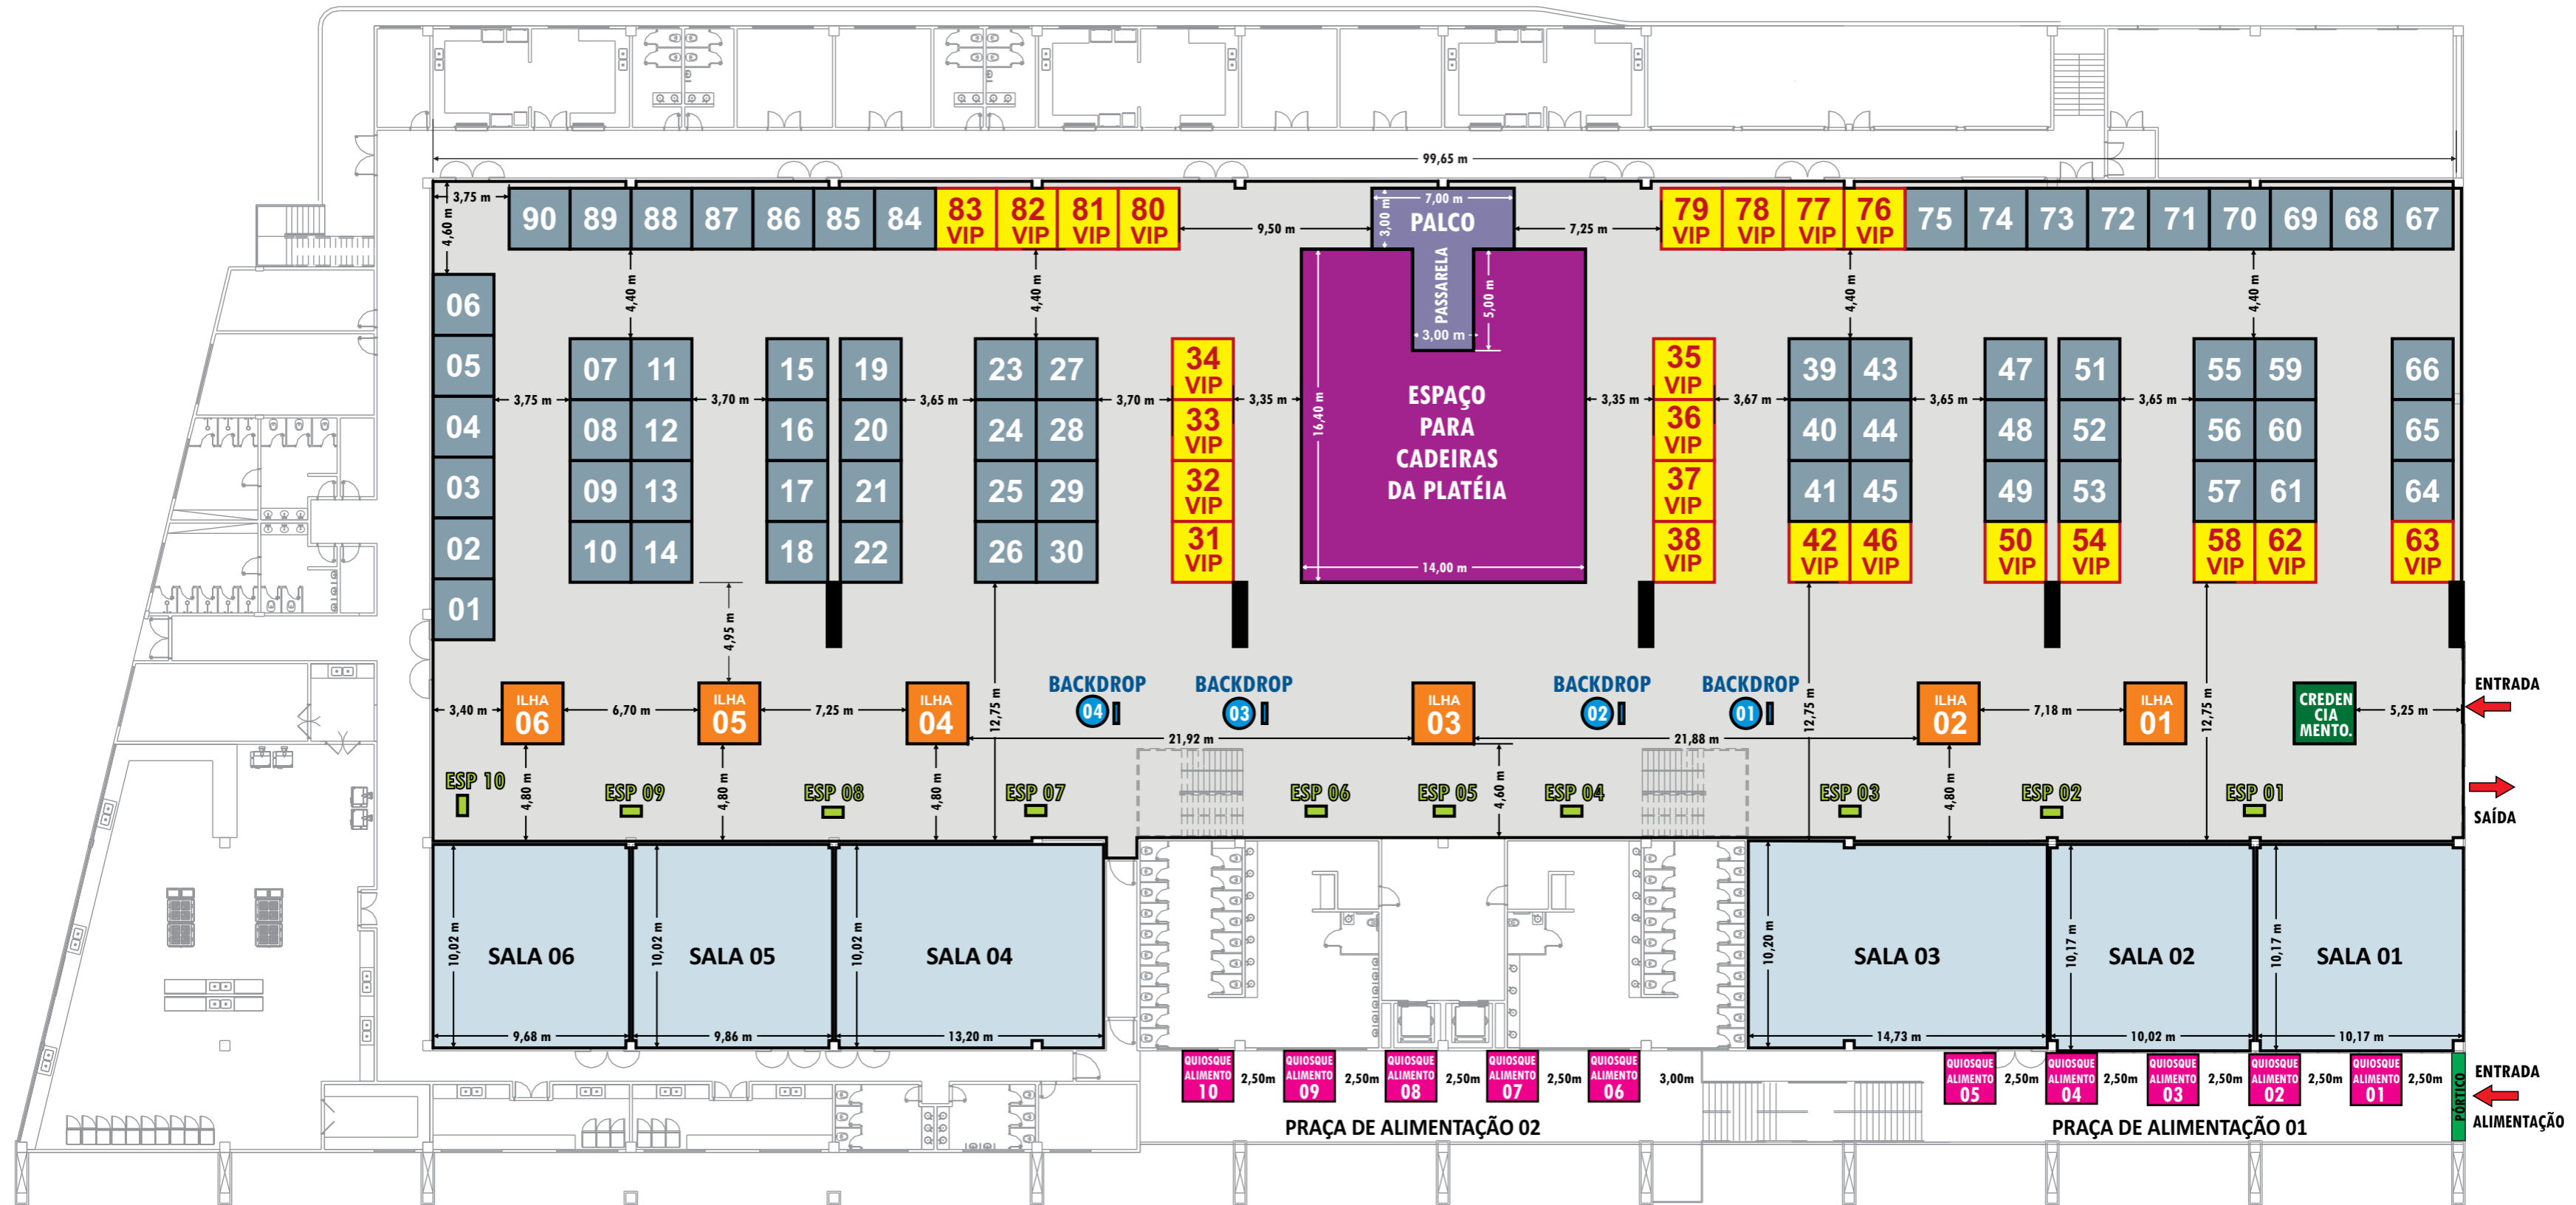 99,65 m
3,75 m
4,60 m
90
89
88
87
86
85
84
83
VIP
82
VIP
81
VIP
80
VIP
9,50 m
7,00 m
3,00 m
PALCO
PASSARELA
5,00 m
3,00 m
7,25 m
79
VIP
78
VIP
77
VIP
76
VIP
75
74
73
72
71
70
69
68
67
4,40 m
4,40 m
4,40 m
4,40 m
06
05
04
03
02
01
3,75 m
07
11
08
12
09
13
10
14
3,70 m
15
16
17
18
19
20
21
22
3,65 m
23
27
24
28
25
29
26
30
3,70 m
34
VIP
33
VIP
32
VIP
31
VIP
3,35 m
16,40 m
ESPAÇO
PARA
CADEIRAS
DA PLATÉIA
14,00 m
3,35 m
35
VIP
36
VIP
37
VIP
38
VIP
3,67 m
39
43
40
44
41
45
42
VIP
46
VIP
3,65 m
47
48
49
50
VIP
51
52
53
54
VIP
3,65 m
55
59
56
60
57
61
58
VIP
62
VIP
66
65
64
63
VIP
4,95 m
12,75 m
12,75 m
12,75 m
3,40 m
ILHA
06
6,70 m
ILHA
05
7,25 m
ILHA
04
BACKDROP
04
BACKDROP
03
21,92 m
ILHA
03
21,88 m
BACKDROP
02
BACKDROP
01
ILHA
02
7,18 m
ILHA
01
CREDEN
CIA
MENTO.
5,25 m
ENTRADA
SAÍDA
ESP 10
4,80 m
ESP 09
4,80 m
ESP 08
4,80 m
ESP 07
ESP 06
ESP 05
4,60 m
ESP 04
ESP 03
4,80 m
ESP 02
ESP 01
10,02 m
SALA 06
9,68 m
10,02 m
SALA 05
9,86 m
10,02 m
SALA 04
13,20 m
10,20 m
SALA 03
14,73 m
10,17 m
SALA 02
10,02 m
10,17 m
SALA 01
10,17 m
QUIOSQUE
ALIMENTO
10
2,50m
QUIOSQUE
ALIMENTO
09
2,50m
QUIOSQUE
ALIMENTO
08
2,50m
QUIOSQUE
ALIMENTO
07
2,50m
QUIOSQUE
ALIMENTO
06
3,00m
QUIOSQUE
ALIMENTO
05
2,50m
QUIOSQUE
ALIMENTO
04
2,50m
QUIOSQUE
ALIMENTO
03
2,50m
QUIOSQUE
ALIMENTO
02
2,50m
QUIOSQUE
ALIMENTO
01
2,50m
PÓRTICO
ENTRADA
ALIMENTAÇÃO
PRAÇA DE ALIMENTAÇÃO 02
PRAÇA DE ALIMENTAÇÃO 01